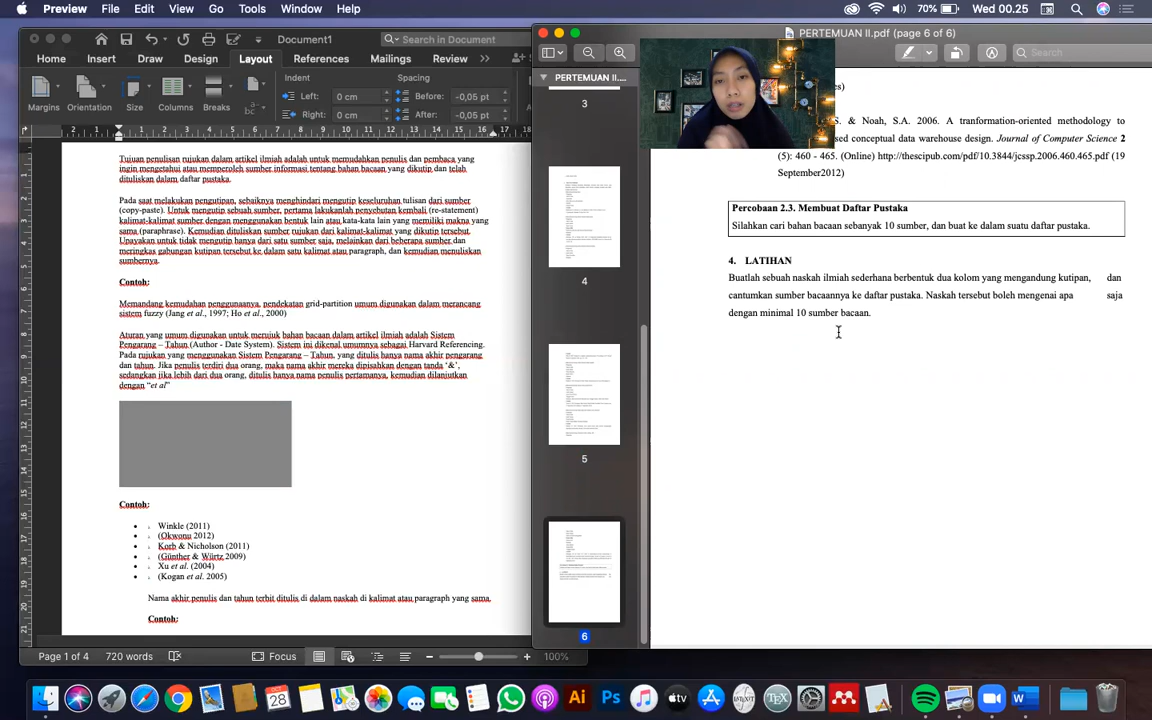 Preview File Edit View Go Tools Window Help
70% Wed 00.25
Document1
Search in Document
Home Insert Draw Design Layout References Mailings Review
Margins Orientation Size Columns Breaks
Indent Spacing
Left: 0 cm Before: -0,05 pt
Right: 0 cm After: -0,05 pt
Tujuan penulisan rujukan dalam artikel ilmiah adalah untuk memudahkan penulis dan pembaca yang
ingin mengetahui atau memperoleh sumber informasi tentang bahan bacaan yang dikutip dan telah
dituliskan dalam daftar pustaka.
Pada saat melakukan pengutipan, sebaiknya menghindari mengutip keseluruhan tulisan dari sumber
(copy-paste). Untuk mengutip sebuah sumber, pertama lakukanlah penyebutan kembali (re-statement)
kalimat-kalimat sumber dengan menggunakan bentuk lain atau kata-kata lain yang memiliki makna yang
sama (paraphrase). Kemudian dituliskan sumber rujukan dari kalimat-kalimat yang dikutip tersebut.
Upayakan untuk tidak mengutip hanya dari satu sumber saja, melainkan dari beberapa sumber dan
meringkas gabungan kutipan tersebut ke dalam satu kalimat atau paragraph, dan kemudian menuliskan
sumbernya.
Contoh:
Memandang kemudahan penggunaanya, pendekatan grid-partition umum digunakan dalam merancang
sistem fuzzy (Jang et al., 1997; Ho et al., 2000)
Aturan yang umum digunakan untuk merujuk bahan bacaan dalam artikel ilmiah adalah Sistem
Pengarang – Tahun (Author - Date System). Sistem ini dikenal umumnya sebagai Harvard Referencing.
Pada rujukan yang menggunakan Sistem Pengarang – Tahun, yang ditulis hanya nama akhir pengarang
dan tahun. Jika penulis terdiri dua orang, maka nama akhir mereka dipisahkan dengan tanda '&',
sedangkan jika lebih dari dua orang, ditulis hanya nama penulis pertamanya, kemudian dilanjutkan
dengan "et al"
Contoh:
Winkle (2011)
(Okwonu 2012)
Korb & Nicholson (2011)
(Günther & Würtz 2009)
Xu et al. (2004)
(Kogan et al. 2005)
Nama akhir penulis dan tahun terbit ditulis di dalam naskah di kalimat atau paragraph yang sama.
Contoh:
Page 1 of 4 720 words Focus 100%
PERTEMUAN II.pdf (page 6 of 6)
Search
PERTEMUAN II....
3
4
5
6
S. & Noah, S.A. 2006. A tranformation-oriented methodology to
sed conceptual data warehouse design. Journal of Computer Science 2
(5): 460 - 465. (Online) http://thescipub.com/pdf/10.3844/jcssp.2006.460.465.pdf (19
September2012)
Percobaan 2.3. Membuat Daftar Pustaka
Silahkan cari bahan bacaan sebanyak 10 sumber, dan buat ke dalam suatu daftar pustaka.
4. LATIHAN
Buatlah sebuah naskah ilmiah sederhana berbentuk dua kolom yang mengandung kutipan, dan
cantumkan sumber bacaannya ke daftar pustaka. Naskah tersebut boleh mengenai apa saja
dengan minimal 10 sumber bacaan.